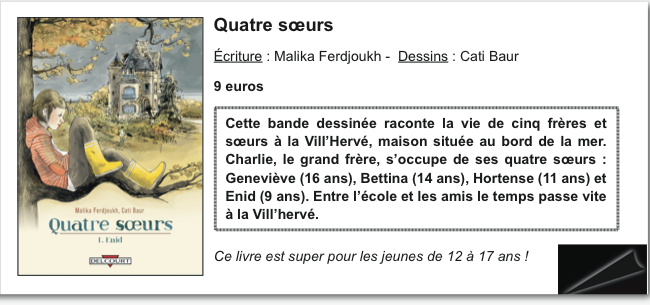 Quatre sœurs
Écriture : Malika Ferdjoukh - Dessins : Cati Baur
9 euros
Cette bande dessinée raconte la vie de cinq frères et
sœurs à la Vill’Hervé, maison située au bord de la mer.
Charlie, le grand frère, s’occupe de ses quatre sœurs :
Geneviève (16 ans), Bettina (14 ans), Hortense (11 ans) et
Enid (9 ans). Entre l’école et les amis le temps passe vite
à la Vill’hervé.
Malika Ferdjoukh, Cati Baur
Quatre sœurs
1. Enid
DELCOURT
Ce livre est super pour les jeunes de 12 à 17 ans !